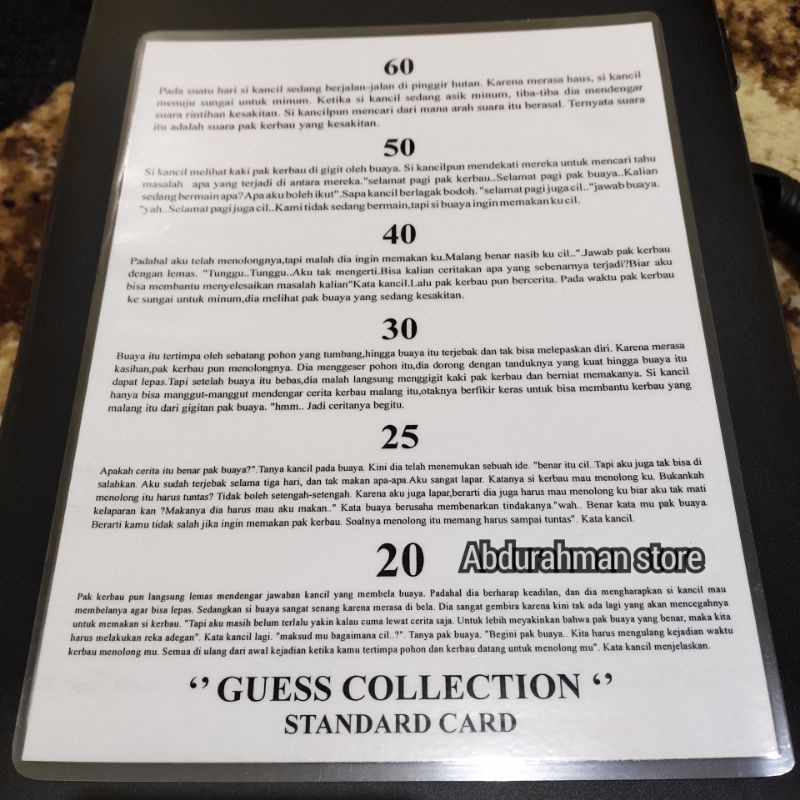 60
Pada suatu hari si kancil sedang berjalan-jalan di pinggir hutan. Karena merasa haus, si kancil
menuju sungai untuk minum. Ketika si kancil sedang asik minum, tiba-tiba dia mendengar
suara rintihan kesakitan. Si kancilpun mencari dari mana arah suara itu berasal. Ternyata suara
itu adalah suara pak kerbau yang kesakitan.
50
Si kancil melihat kaki pak kerbau di gigit oleh buaya. Si kancilpun mendekati mereka untuk mencari tahu
masalah apa yang terjadi di antara mereka."selamat pagi pak kerbau..Selamat pagi pak buaya..Kalian
sedang bermain apa?Apa aku boleh ikut".Sapa kancil berlagak bodoh. "selamat pagi juga cil.."jawab buaya.
"yah..Selamat pagi juga cil..Kami tidak sedang bermain,tapi si buaya ingin memakan ku cil.
40
Padahal aku telah menolongnya,tapi malah dia ingin memakan ku.Malang benar nasib ku cil..".Jawab pak kerbau
dengan lemas. "Tunggu..Tunggu..Aku tak mengerti.Bisa kalian ceritakan apa yang sebenarnya terjadi?Biar aku
bisa membantu menyelesaikan masalah kalian"Kata kancil.Lalu pak kerbau pun bercerita. Pada waktu pak kerbau
ke sungai untuk minum,dia melihat pak buaya yang sedang kesakitan.
30
Buaya itu tertimpa oleh sebatang pohon yang tumbang,hingga buaya itu terjebak dan tak bisa melepaskan diri. Karena merasa
kasihan,pak kerbau pun menolongnya. Dia menggeser pohon itu,dia dorong dengan tanduknya yang kuat hingga buaya itu
dapat lepas.Tapi setelah buaya itu bebas,dia malah langsung menggigit kaki pak kerbau dan berniat memakanya. Si kancil
hanya bisa manggut-manggut mendengar cerita kerbau malang itu,otaknya berfikir keras untuk bisa membantu kerbau yang
malang itu dari gigitan pak buaya. "hmm.. Jadi ceritanya begitu.
25
Apakah cerita itu benar pak buaya?".Tanya kancil pada buaya. Kini dia telah menemukan sebuah ide. "benar itu cil..Tapi aku juga tak bisa di
salahkan. Aku sudah terjebak selama tiga hari, dan tak makan apa-apa.Aku sangat lapar. Katanya si kerbau mau menolong ku. Bukankah
menolong itu harus tuntas? Tidak boleh setengah-setengah. Karena aku juga lapar,berarti dia juga harus mau menolong ku biar aku tak mati
kelaparan kan ?Makanya dia harus mau aku makan.." Kata buaya berusaha membenarkan tindakanya."wah.. Benar kata mu pak buaya.
Berarti kamu tidak salah jika ingin memakan pak kerbau. Soalnya menolong itu memang harus sampai tuntas". Kata kancil.
20
Abdurahman store
Pak kerbau pun langsung lemas mendengar jawaban kancil yang membela buaya. Padahal dia berharap keadilan, dan dia mengharapkan si kancil mau
membelanya agar bisa lepas. Sedangkan si buaya sangat senang karena merasa di bela. Dia sangat gembira karena kini tak ada lagi yang akan mencegahnya
untuk memakan si kerbau. "Tapi aku masih belum terlalu yakin kalau cuma lewat cerita saja. Untuk lebih meyakinkan bahwa pak buaya yang benar, maka kita
harus melakukan reka adegan". Kata kancil lagi. "maksud mu bagaimana cil..?". Tanya pak buaya. "Begini pak buaya.. Kita harus mengulang kejadian waktu
kerbau menolong mu. Semua di ulang dari awal kejadian ketika kamu tertimpa pohon dan kerbau datang untuk menolong mu". Kata kancil menjelaskan.
‘’ GUESS COLLECTION ‘’
STANDARD CARD